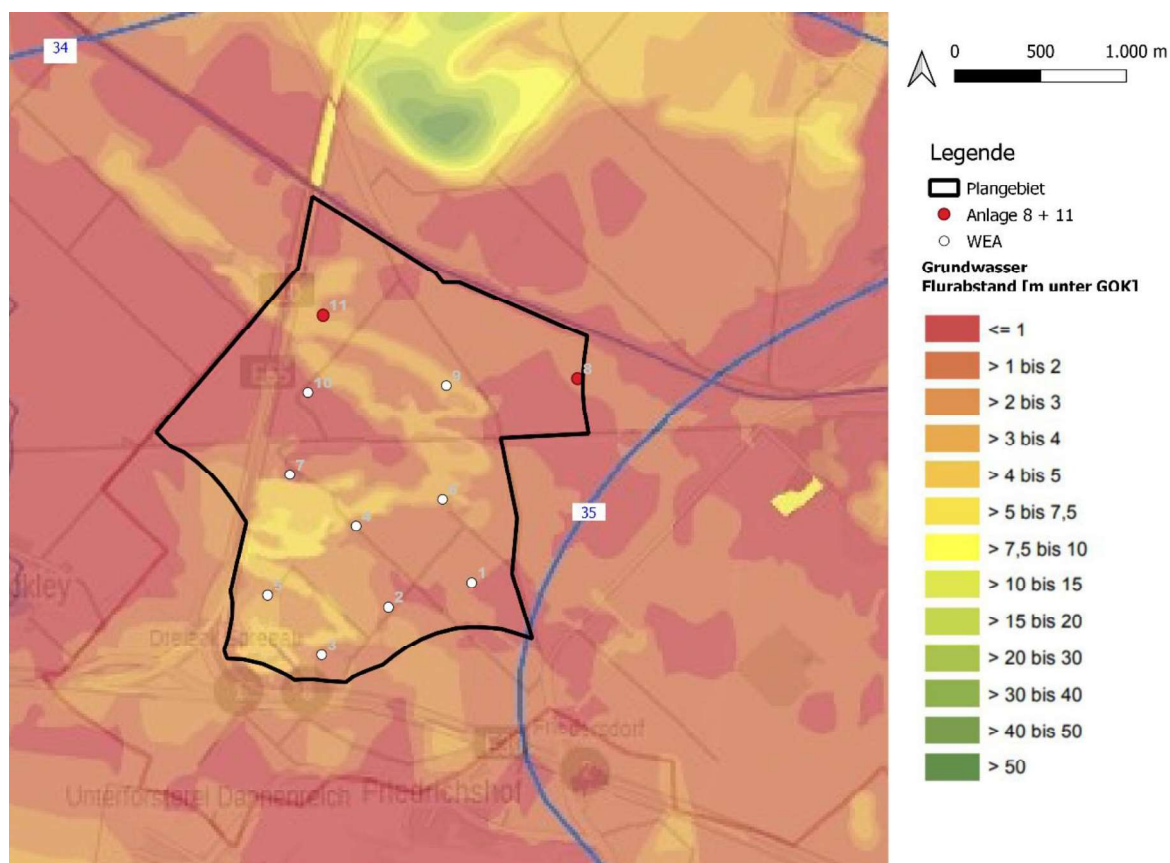 34
0 500 1.000 m
Legende
Plangebiet
Anlage 8 + 11
WEA
Grundwasser
Flurabstand [m unter GOK]
<= 1
> 1 bis 2
> 2 bis 3
> 3 bis 4
> 4 bis 5
> 5 bis 7,5
> 7,5 bis 10
> 10 bis 15
> 15 bis 20
> 20 bis 30
> 30 bis 40
> 40 bis 50
> 50
10
11
8
10
9
7
35
4
1
2
3
Friedersdorf
Unterförsterei Dannenreich
Friedrichshof